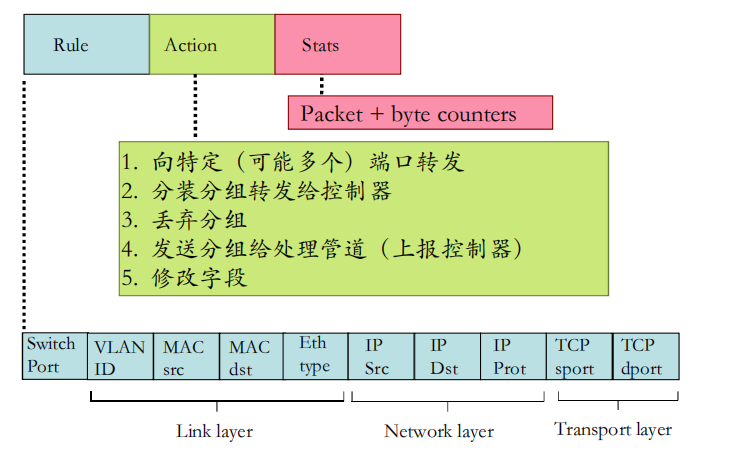 Rule Action Stats
Packet + byte counters
1. 向特定（可能多个）端口转发
2. 分装分组转发给控制器
3. 丢弃分组
4. 发送分组给处理管道（上报控制器）
5. 修改字段
Switch Port
VLAN ID
MAC src
MAC dst
Eth type
IP Src
IP Dst
IP Prot
TCP sport
TCP dport
Link layer
Network layer
Transport layer